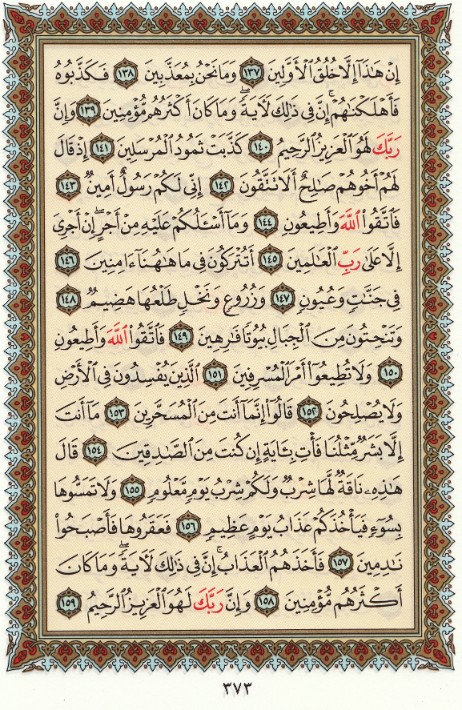 إِنْ هَٰذَآ إِلَّا خُلُقُ ٱلْأَوَّلِينَ ١٣٧ وَمَا نَحْنُ بِمُعَذَّبِينَ ١٣٨ فَكَذَّبُوهُ
فَأَهْلَكْنَٰهُمْ ۗ إِنَّ فِى ذَٰلِكَ لَءَايَةً ۖ وَمَا كَانَ أَكْثَرُهُم مُّؤْمِنِينَ ١٣٩ وَإِنَّ
رَبَّكَ لَهُوَ ٱلْعَزِيزُ ٱلرَّحِيمُ ١٤٠ كَذَّبَتْ ثَمُودُ ٱلْمُرْسَلِينَ ١٤١ إِذْ قَالَ
لَهُمْ أَخُوهُمْ صَٰلِحٌ أَلَا تَتَّقُونَ ١٤٢ إِنِّى لَكُمْ رَسُولٌ أَمِينٌ ١٤٣
فَٱتَّقُوا۟ ٱللَّهَ وَأَطِيعُونِ ١٤٤ وَمَآ أَسْـَٔلُكُمْ عَلَيْهِ مِنْ أَجْرٍ ۖ إِنْ أَجْرِىَ
إِلَّا عَلَىٰ رَبِّ ٱلْعَٰلَمِينَ ١٤٥ أَتُتْرَكُونَ فِى مَا هَٰهُنَآ ءَامِنِينَ ١٤٦
فِى جَنَّٰتٍ وَعُيُونٍ ١٤٧ وَزُرُوعٍ وَنَخْلٍ طَلْعُهَا هَضِيمٌ ١٤٨
وَتَنْحِتُونَ مِنَ ٱلْجِبَالِ بُيُوتًا فَٰرِهِينَ ١٤٩ فَٱتَّقُوا۟ ٱللَّهَ وَأَطِيعُونِ
١٥٠ وَلَا تُطِيعُوٓا۟ أَمْرَ ٱلْمُسْرِفِينَ ١٥١ ٱلَّذِينَ يُفْسِدُونَ فِى ٱلْأَرْضِ
وَلَا يُصْلِحُونَ ١٥٢ قَالُوٓا۟ إِنَّمَآ أَنتَ مِنَ ٱلْمُسَحَّرِينَ ١٥٣ مَآ أَنتَ
إِلَّا بَشَرٌ مِّثْلُنَا فَأْتِ بِـَٔايَةٍ إِن كُنتَ مِنَ ٱلصَّٰدِقِينَ ١٥٤ قَالَ
هَٰذِهِۦ نَاقَةٌ لَّهَا شِرْبٌ وَلَكُمْ شِرْبُ يَوْمٍ مَّعْلُومٍ ١٥٥ وَلَا تَمَسُّوهَا
بِسُوٓءٍ فَيَأْخُذَكُمْ عَذَابُ يَوْمٍ عَظِيمٍ ١٥٦ فَعَقَرُوهَا فَأَصْبَحُوا۟
نَٰدِمِينَ ١٥٧ فَأَخَذَهُمُ ٱلْعَذَابُ ۗ إِنَّ فِى ذَٰلِكَ لَءَايَةً ۖ وَمَا كَانَ
أَكْثَرُهُم مُّؤْمِنِينَ ١٥٨ وَإِنَّ رَبَّكَ لَهُوَ ٱلْعَزِيزُ ٱلرَّحِيمُ ١٥٩
٣٧٣